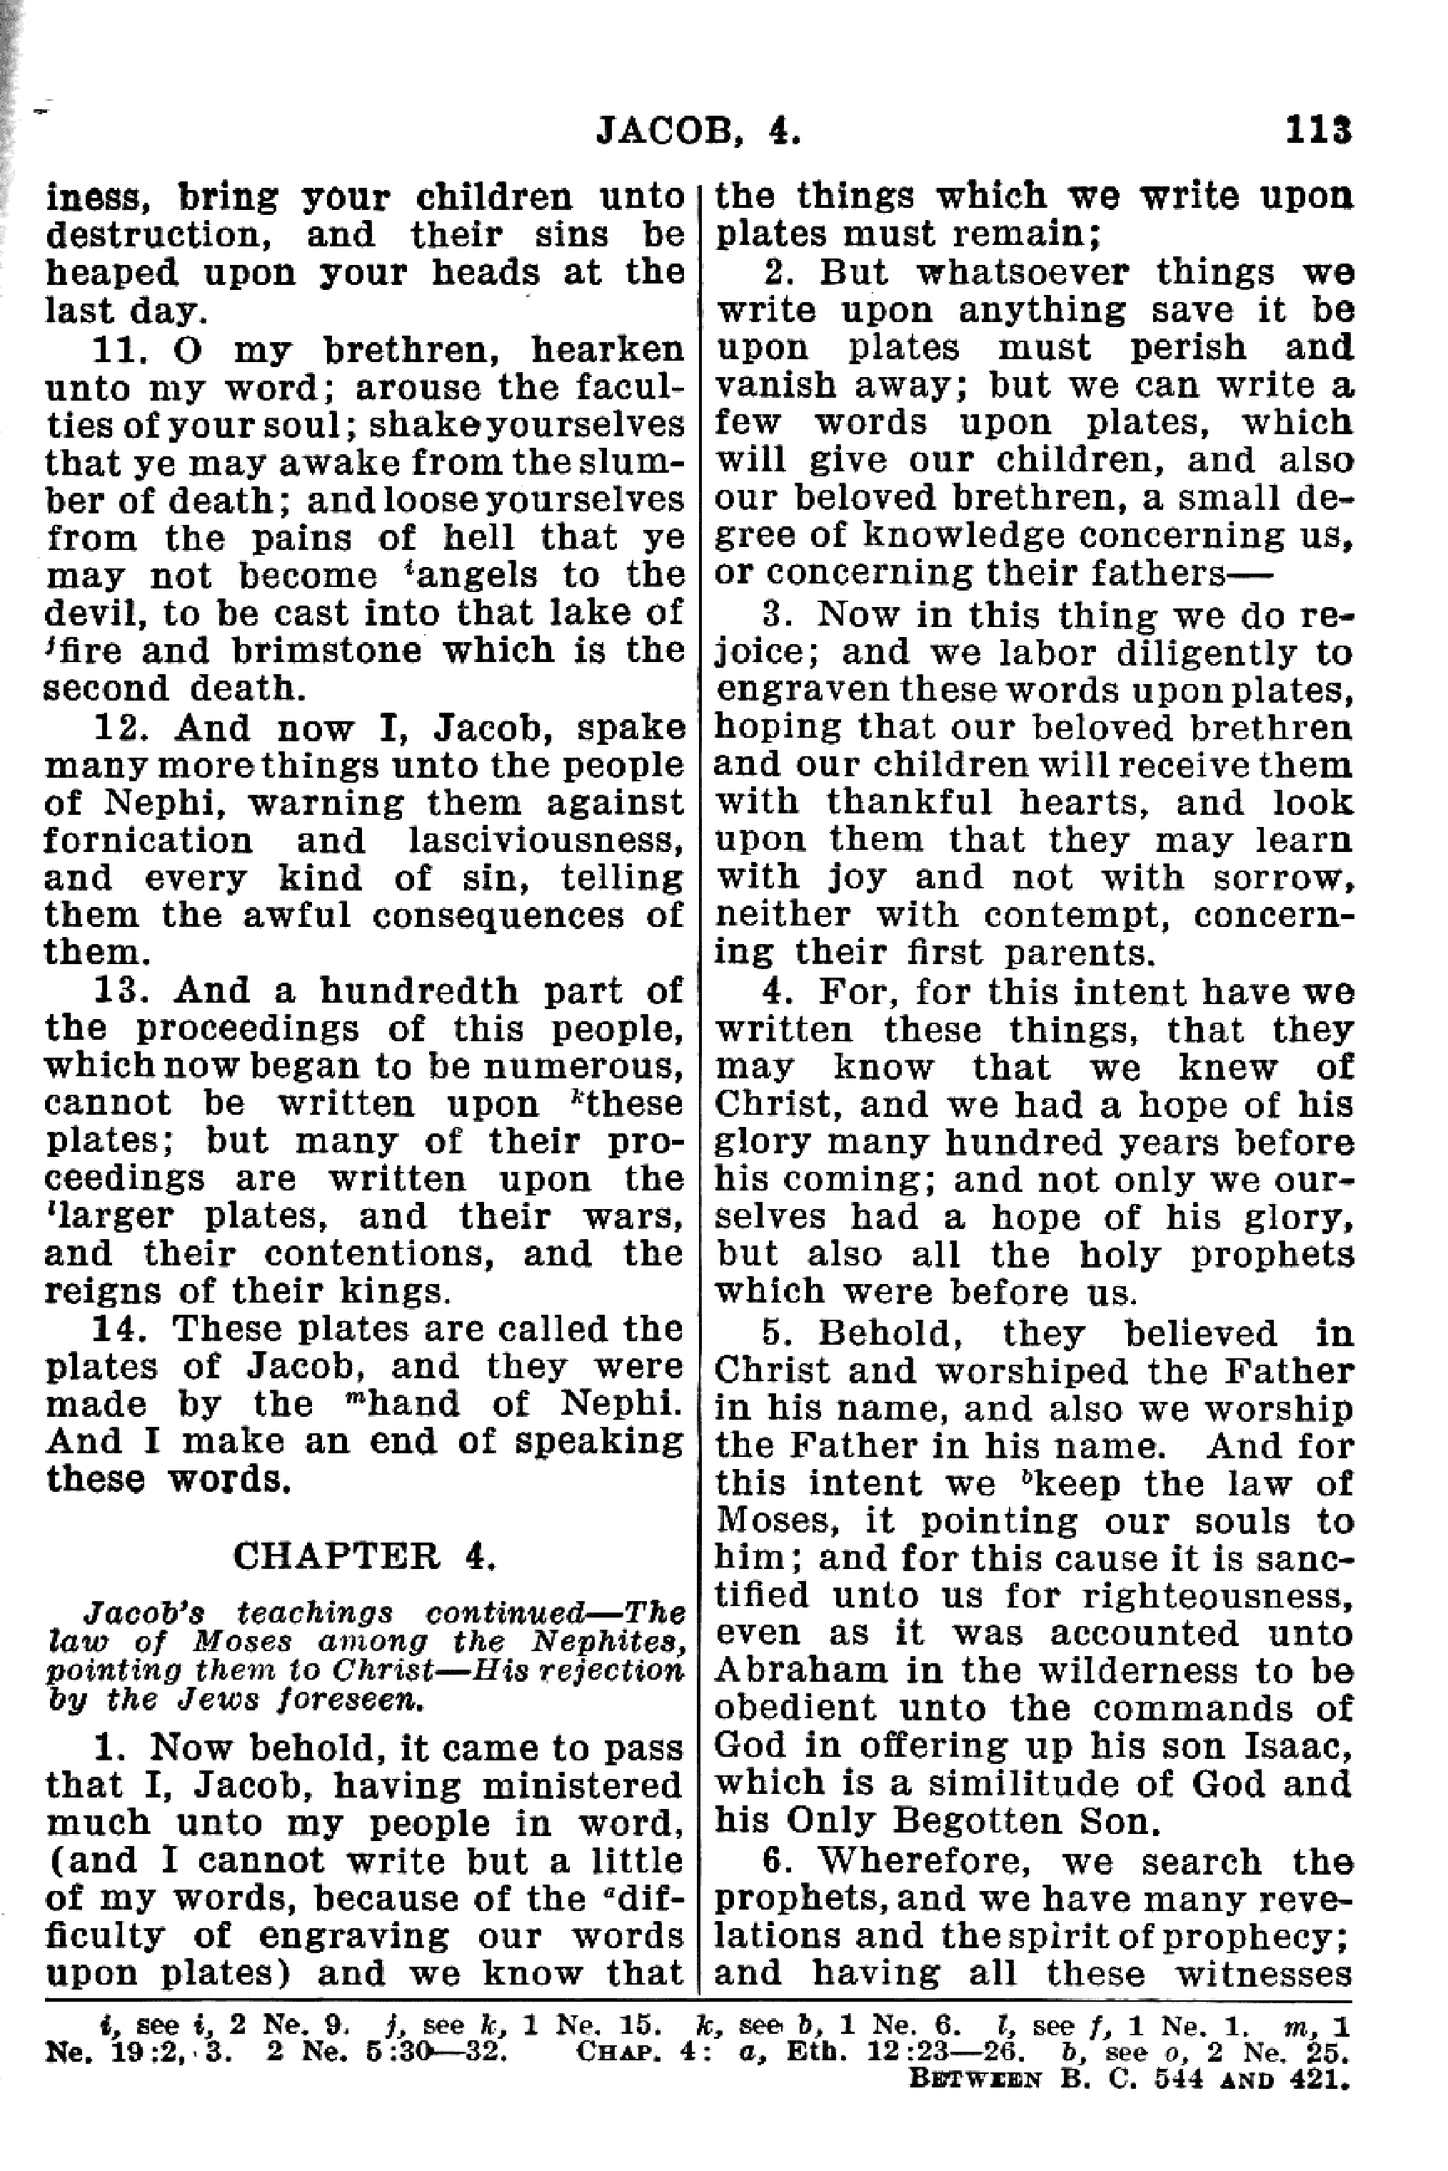 JACOB, 4.
113
iness, bring your children unto
destruction, and their sins be
heaped upon your heads at the
last day.
11. O my brethren, hearken
unto my word; arouse the facul-
ties of your soul; shake yourselves
that ye may awake from the slum-
ber of death; and loose yourselves
from the pains of hell that ye
may not become iangels to the
devil, to be cast into that lake of
jfire and brimstone which is the
second death.
12. And now I, Jacob, spake
many more things unto the people
of Nephi, warning them against
fornication and lasciviousness,
and every kind of sin, telling
them the awful consequences of
them.
13. And a hundredth part of
the proceedings of this people,
which now began to be numerous,
cannot be written upon kthese
plates; but many of their pro-
ceedings are written upon the
llarger plates, and their wars,
and their contentions, and the
reigns of their kings.
14. These plates are called the
plates of Jacob, and they were
made by the mhand of Nephi.
And I make an end of speaking
these words.
CHAPTER 4.
Jacob's teachings continued—The
law of Moses among the Nephites,
pointing them to Christ—His rejection
by the Jews foreseen.
1. Now behold, it came to pass
that I, Jacob, having ministered
much unto my people in word,
(and I cannot write but a little
of my words, because of the adif-
ficulty of engraving our words
upon plates) and we know that
the things which we write upon
plates must remain;
2. But whatsoever things we
write upon anything save it be
upon plates must perish and
vanish away; but we can write a
few words upon plates, which
will give our children, and also
our beloved brethren, a small de-
gree of knowledge concerning us,
or concerning their fathers—
3. Now in this thing we do re-
joice; and we labor diligently to
engraven these words upon plates,
hoping that our beloved brethren
and our children will receive them
with thankful hearts, and look
upon them that they may learn
with joy and not with sorrow,
neither with contempt, concern-
ing their first parents.
4. For, for this intent have we
written these things, that they
may know that we knew of
Christ, and we had a hope of his
glory many hundred years before
his coming; and not only we our-
selves had a hope of his glory,
but also all the holy prophets
which were before us.
5. Behold, they believed in
Christ and worshiped the Father
in his name, and also we worship
the Father in his name. And for
this intent we bkeep the law of
Moses, it pointing our souls to
him; and for this cause it is sanc-
tified unto us for righteousness,
even as it was accounted unto
Abraham in the wilderness to be
obedient unto the commands of
God in offering up his son Isaac,
which is a similitude of God and
his Only Begotten Son.
6. Wherefore, we search the
prophets, and we have many reve-
lations and the spirit of prophecy;
and having all these witnesses
i, see i, 2 Ne. 9. j, see k, 1 Ne. 15. k, see b, 1 Ne. 6. l, see f, 1 Ne. 1. m, 1
Ne. 19:2, 3. 2 Ne. 5:30—32. CHAP. 4: a, Eth. 12:23—26. b, see o, 2 Ne. 25.
BETWEEN B. C. 544 AND 421.